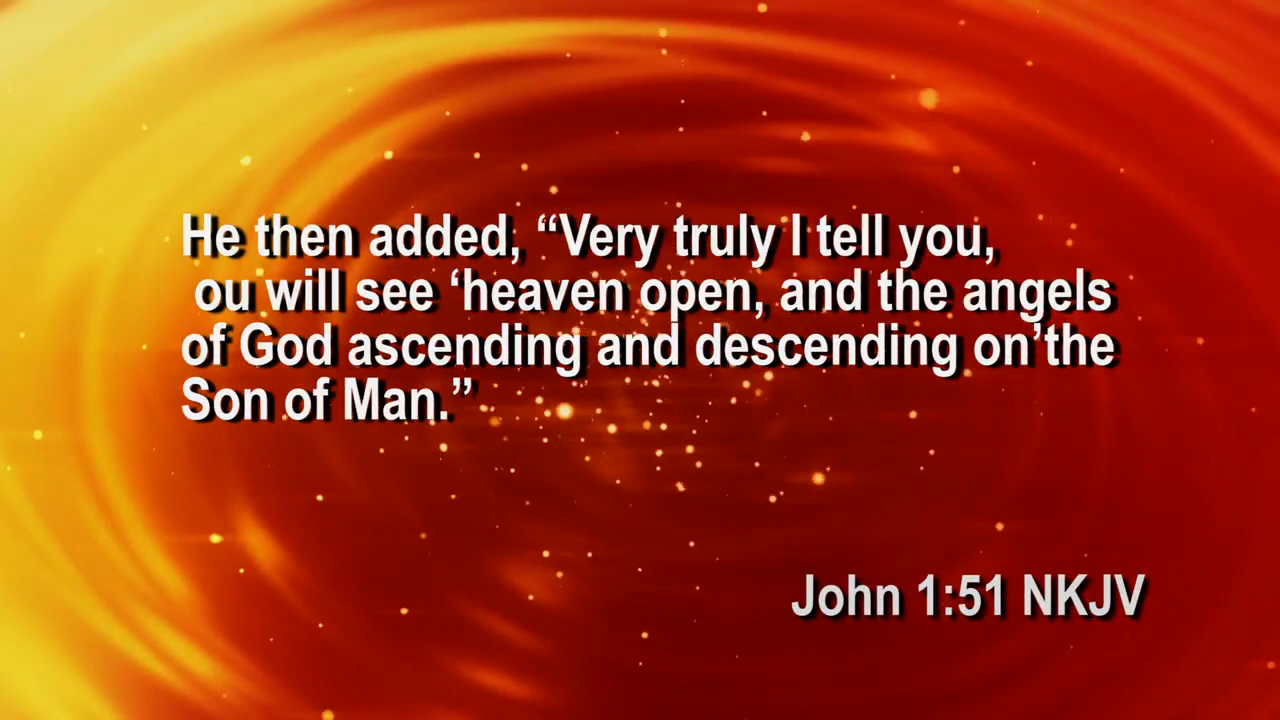 He then added, “Very truly I tell you,
ou will see ‘heaven open, and the angels
of God ascending and descending on’the
Son of Man.”
John 1:51 NKJV